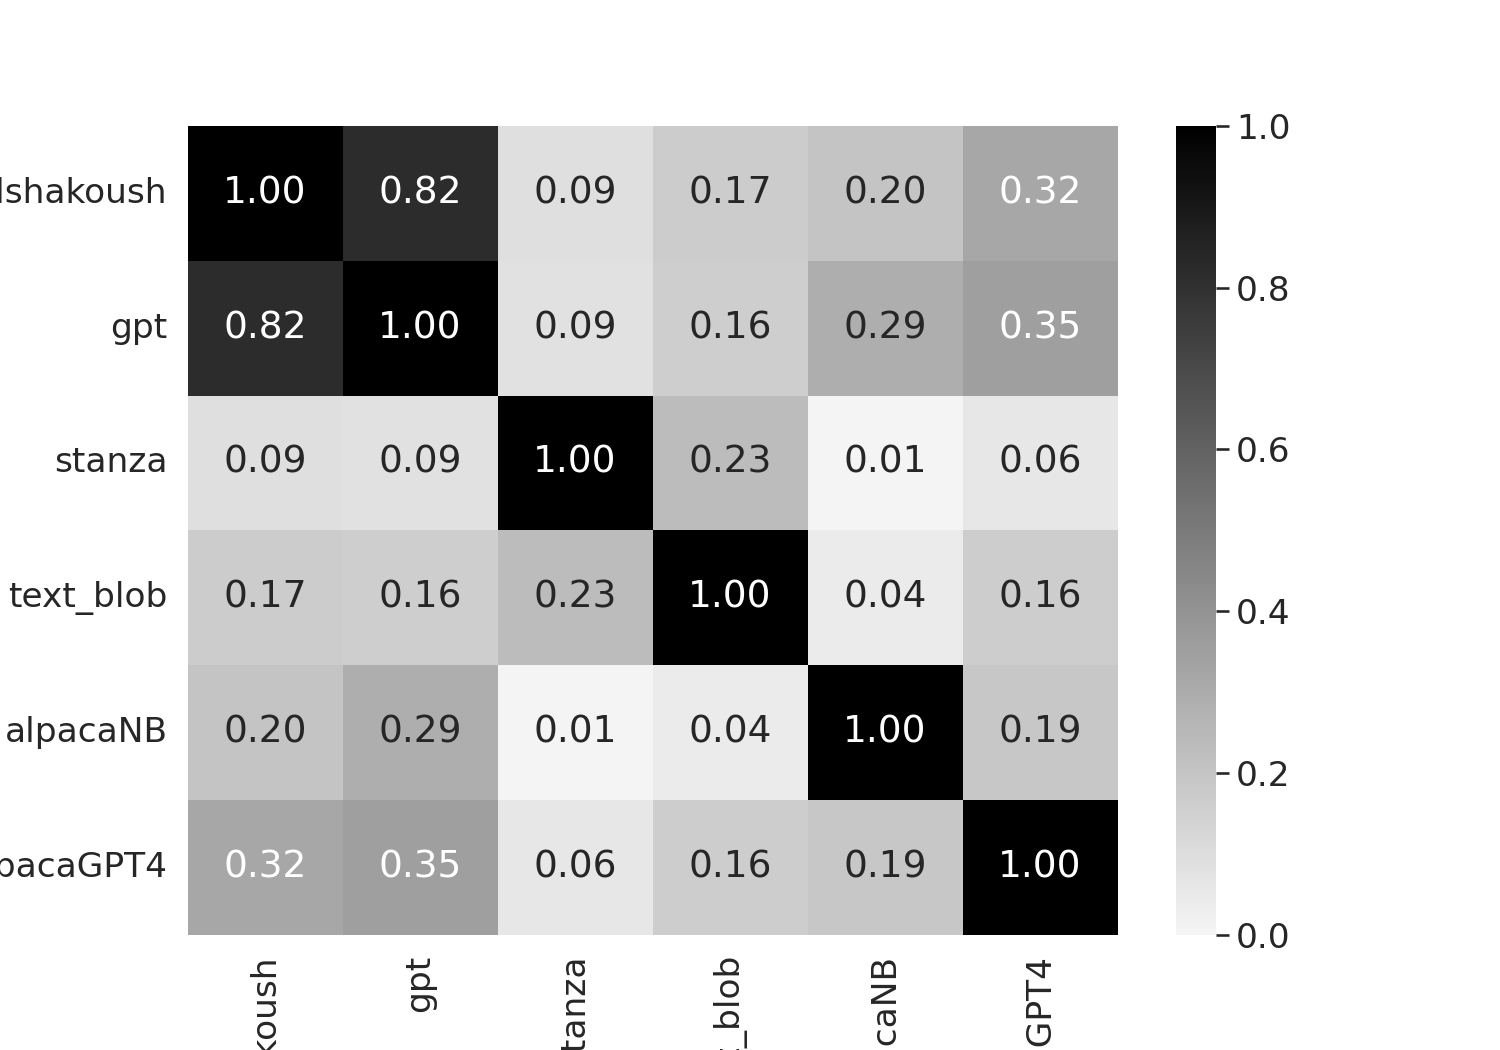 1.0
lshakoush 1.00 0.82 0.09 0.17 0.20 0.32
0.8
gpt 0.82 1.00 0.09 0.16 0.29 0.35
stanza 0.09 0.09 1.00 0.23 0.01 0.06
0.6
text_blob 0.17 0.16 0.23 1.00 0.04 0.16
0.4
alpacaNB 0.20 0.29 0.01 0.04 1.00 0.19
0.2
pacaGPT4 0.32 0.35 0.06 0.16 0.19 1.00
0.0
koush
gpt
tanza
t_blob
caNB
GPT4